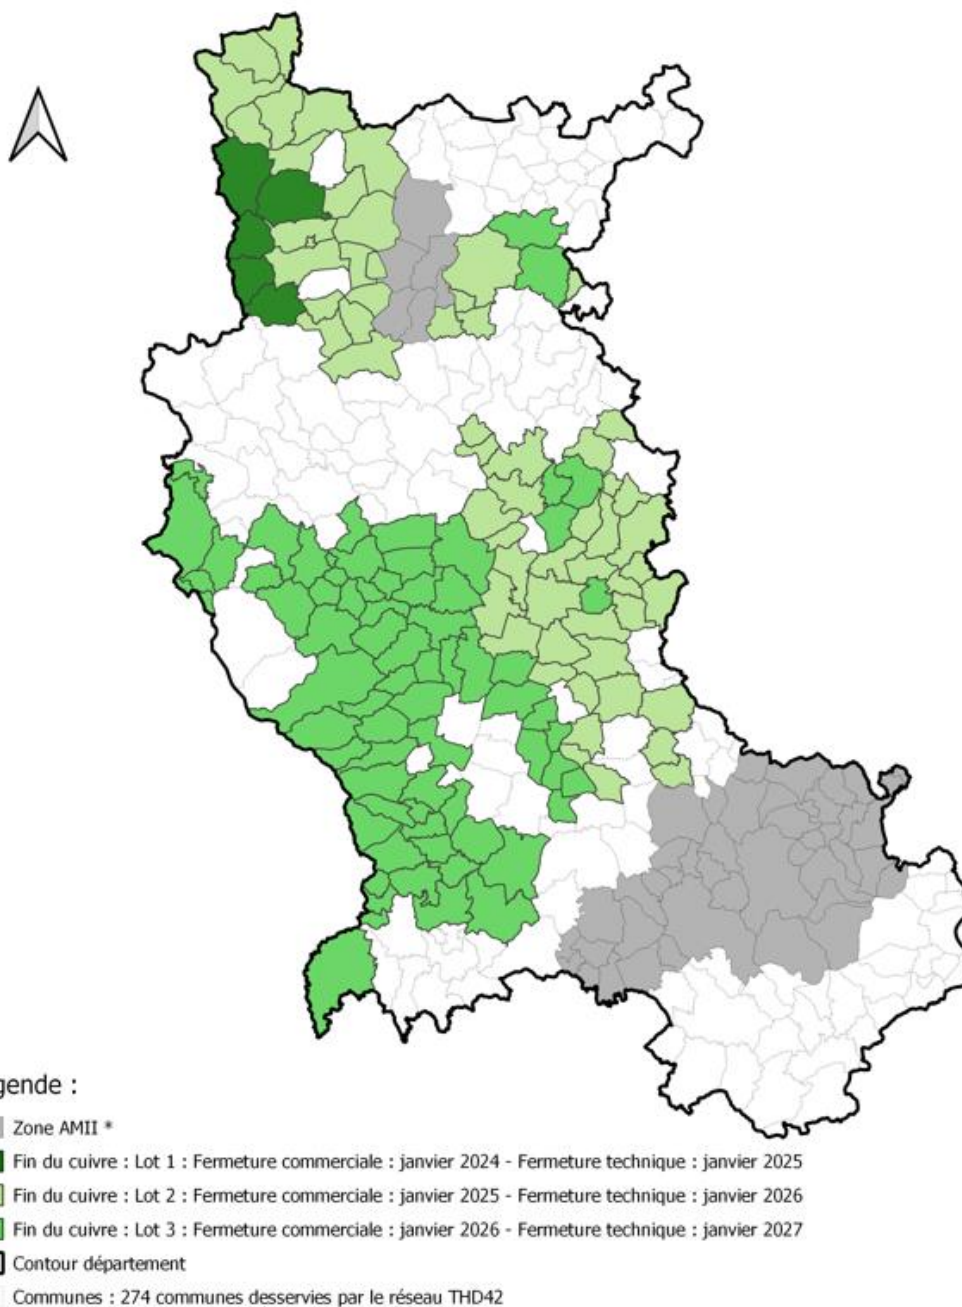 gende :
Zone AMII *
Fin du cuivre : Lot 1 : Fermeture commerciale : janvier 2024 - Fermeture technique : janvier 2025
Fin du cuivre : Lot 2 : Fermeture commerciale : janvier 2025 - Fermeture technique : janvier 2026
Fin du cuivre : Lot 3 : Fermeture commerciale : janvier 2026 - Fermeture technique : janvier 2027
Contour département
Communes : 274 communes desservies par le réseau THD42